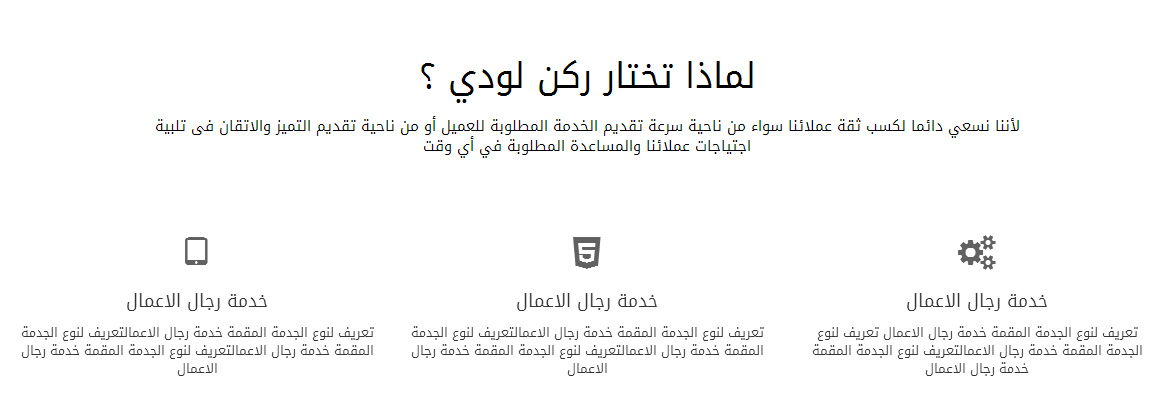 لماذا تختار ركن لودي ؟
لأننا نسعي دائما لكسب ثقة عملائنا سواء من ناحية سرعة تقديم الخدمة المطلوبة للعميل أو من ناحية تقديم التميز والاتقان فى تلبية
اجتياجات عملائنا والمساعدة المطلوبة في أي وقت
خدمة رجال الاعمال
تعريف لنوع الجدمة المقمة خدمة رجال الاعمال تعريف لنوع
الجدمة المقمة خدمة رجال الاعمالتعريف لنوع الجدمة المقمة
خدمة رجال الاعمال
5
خدمة رجال الاعمال
تعريف لنوع الجدمة المقمة خدمة رجال الاعمالتعريف لنوع الجدمة
المقمة خدمة رجال الاعمالتعريف لنوع الجدمة المقمة خدمة رجال
الاعمال
خدمة رجال الاعمال
تعريف لنوع الجدمة المقمة خدمة رجال الاعمالتعريف لنوع الجدمة
المقمة خدمة رجال الاعمالتعريف لنوع الجدمة المقمة خدمة رجال
الاعمال